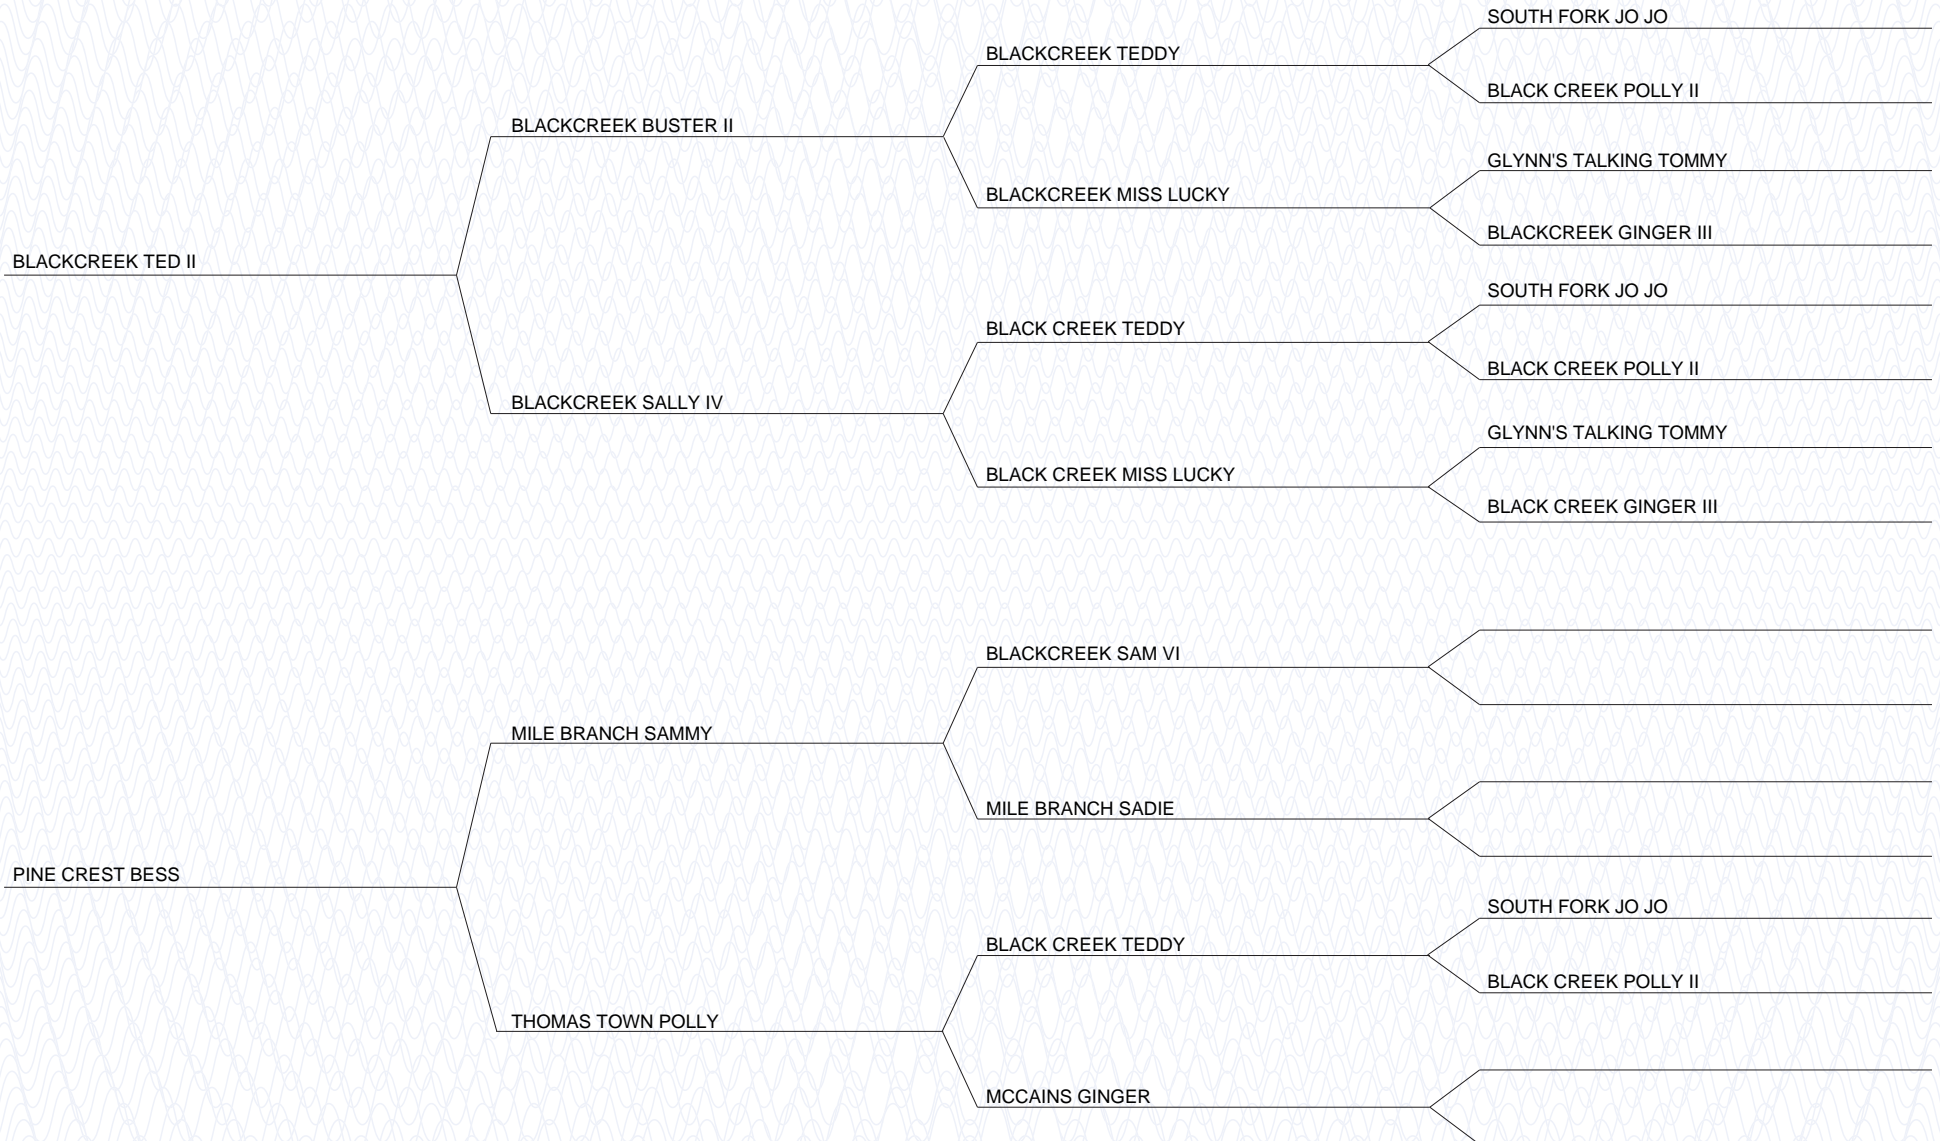 SOUTH FORK JO JO
BLACKCREEK TEDDY
BLACK CREEK POLLY II
BLACKCREEK BUSTER II
GLYNN'S TALKING TOMMY
BLACKCREEK MISS LUCKY
BLACKCREEK GINGER III
BLACKCREEK TED II
SOUTH FORK JO JO
BLACK CREEK TEDDY
BLACK CREEK POLLY II
BLACKCREEK SALLY IV
GLYNN'S TALKING TOMMY
BLACK CREEK MISS LUCKY
BLACK CREEK GINGER III
BLACKCREEK SAM VI
MILE BRANCH SAMMY
MILE BRANCH SADIE
PINE CREST BESS
SOUTH FORK JO JO
BLACK CREEK TEDDY
BLACK CREEK POLLY II
THOMAS TOWN POLLY
MCCAINS GINGER